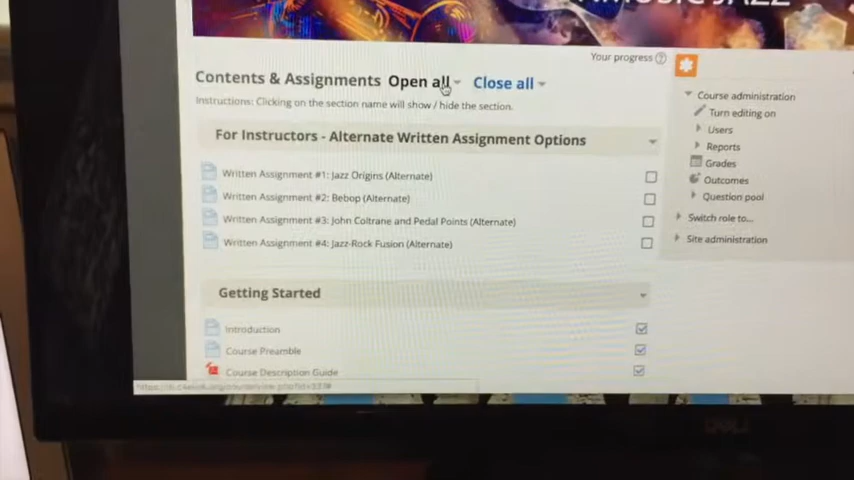 MUSIC JAZZ
Your progress
Contents & Assignments Open all Close all
Instructions: Clicking on the section name will show / hide the section.
For Instructors - Alternate Written Assignment Options
Written Assignment #1: Jazz Origins (Alternate)
Written Assignment #2: Bebop (Alternate)
Written Assignment #3: John Coltrane and Pedal Points (Alternate)
Written Assignment #4: Jazz-Rock Fusion (Alternate)
Getting Started
Introduction
Course Preamble
Course Description Guide
Course administration
Turn editing on
Users
Reports
Grades
Outcomes
Question pool
Switch role to...
Site administration
DELL